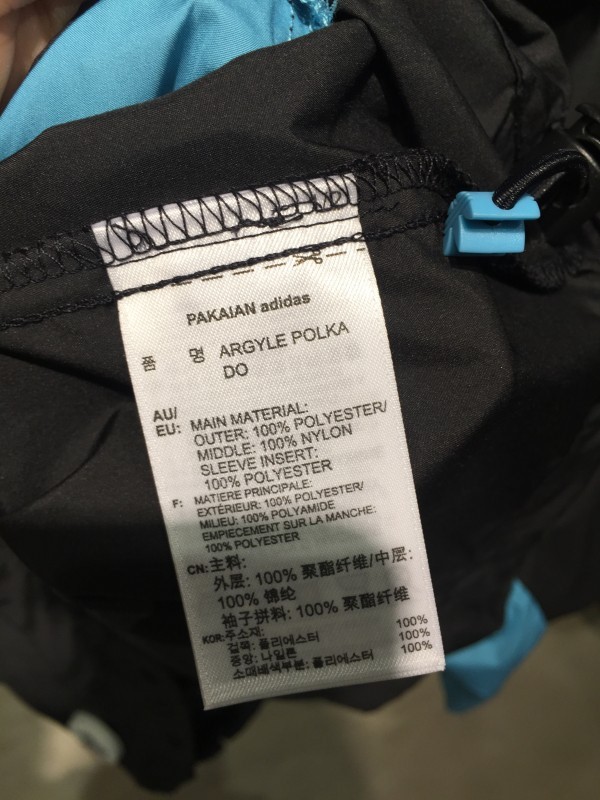 PAKAIAN adidas
쭘 명 ARGYLE POLKA
DO
AU/
EU: MAIN MATERIAL:
OUTER: 100% POLYESTER/
MIDDLE: 100% NYLON
SLEEVE INSERT:
100% POLYESTER
F: MATIERE PRINCIPALE:
EXTÉRIEUR: 100% POLYESTER/
MILIEU: 100% POLYAMIDE
EMPIECEMENT SUR LA MANCHE:
100% POLYESTER
CN: 主料:
外层: 100% 聚酯纤维/中层:
100% 锦纶
袖子拼料: 100% 聚酯纤维
KOR: 주소재:
겉쪽: 폴리에스터 100%
중앙: 나일론 100%
소매배색부분: 폴리에스터 100%